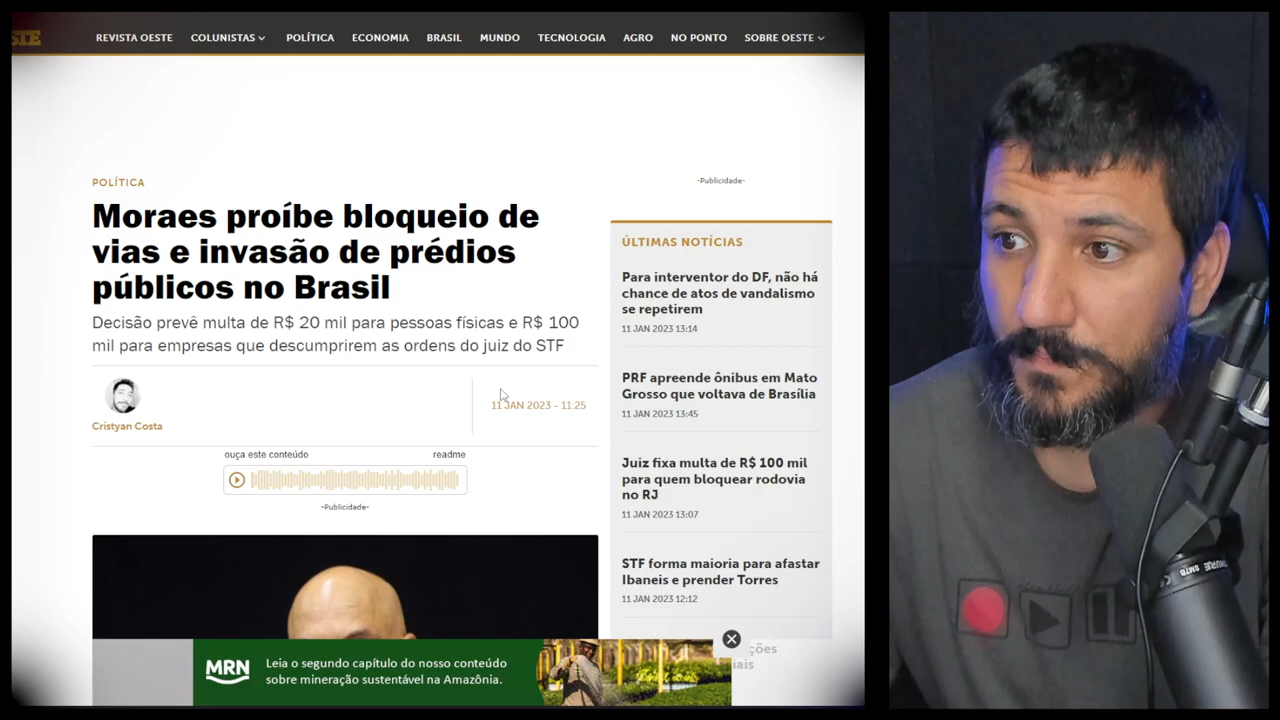 STE
REVISTA OESTE COLUNISTAS POLÍTICA ECONOMIA BRASIL MUNDO TECNOLOGIA AGRO NO PONTO SOBRE OESTE
POLÍTICA
Moraes proíbe bloqueio de
vias e invasão de prédios
públicos no Brasil
Decisão prevê multa de R$ 20 mil para pessoas físicas e R$ 100
mil para empresas que descumprirem as ordens do juiz do STF
11 JAN 2023 - 11:25
Cristyan Costa
ouça este conteúdo
readme
-Publicidade-
-Publicidade-
ÚLTIMAS NOTÍCIAS
Para interventor do DF, não há
chance de atos de vandalismo
se repetirem
11 JAN 2023 13:14
PRF apreende ônibus em Mato
Grosso que voltava de Brasília
11 JAN 2023 13:45
Juiz fixa multa de R$ 100 mil
para quem bloquear rodovia
no RJ
11 JAN 2023 13:07
STF forma maioria para afastar
Ibaneis e prender Torres
11 JAN 2023 12:12
ções
iais
MRN
Leia o segundo capítulo do nosso conteúdo
sobre mineração sustentável na Amazônia.
SHURE SM7B